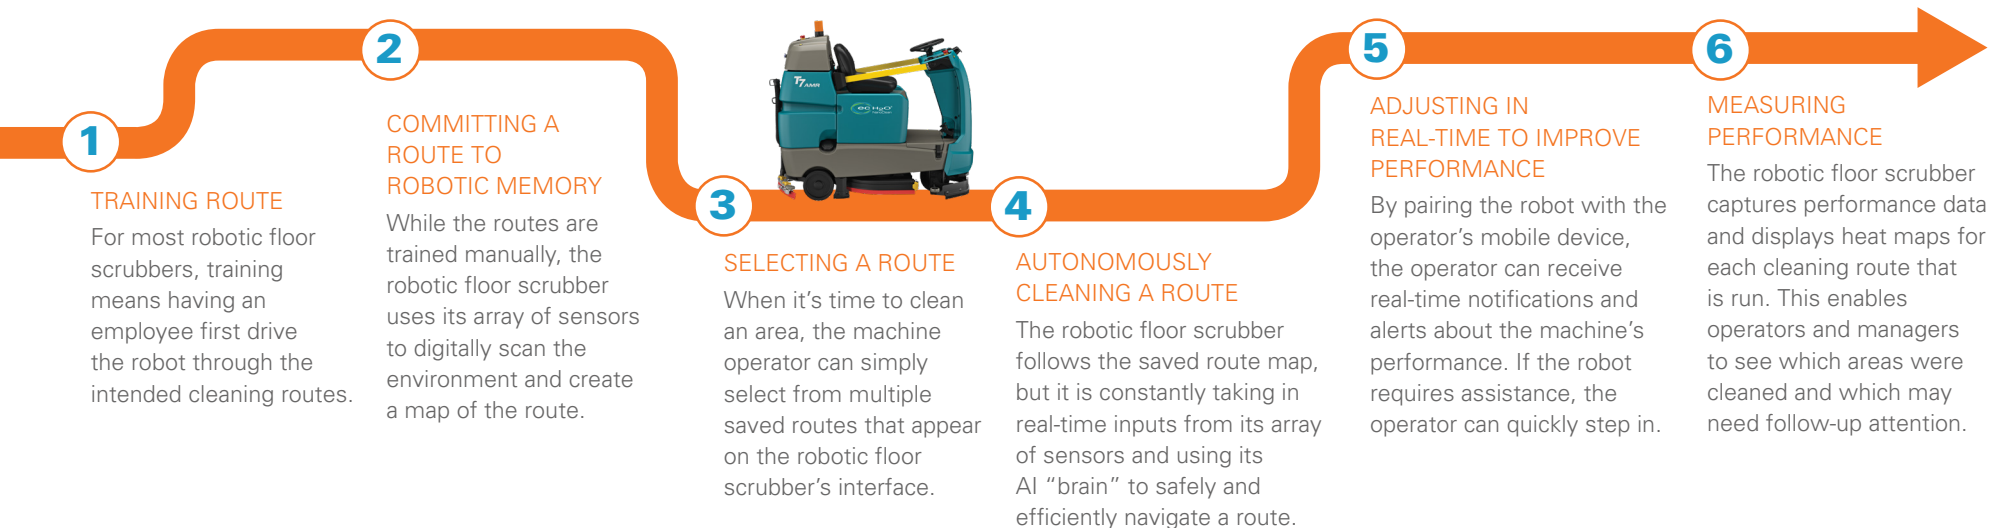 1
TRAINING ROUTE
For most robotic floor
scrubbers, training
means having an
employee first drive
the robot through the
intended cleaning routes.
2
COMMITTING A
ROUTE TO
ROBOTIC MEMORY
While the routes are
trained manually, the
robotic floor scrubber
uses its array of sensors
to digitally scan the
environment and create
a map of the route.
T7AMR
ec H2O
3
SELECTING A ROUTE
When it’s time to clean
an area, the machine
operator can simply
select from multiple
saved routes that appear
on the robotic floor
scrubber’s interface.
4
AUTONOMOUSLY
CLEANING A ROUTE
The robotic floor scrubber
follows the saved route map,
but it is constantly taking in
real-time inputs from its array
of sensors and using its
AI “brain” to safely and
efficiently navigate a route.
5
ADJUSTING IN
REAL-TIME TO IMPROVE
PERFORMANCE
By pairing the robot with the
operator’s mobile device,
the operator can receive
real-time notifications and
alerts about the machine’s
performance. If the robot
requires assistance, the
operator can quickly step in.
6
MEASURING
PERFORMANCE
The robotic floor scrubber
captures performance data
and displays heat maps for
each cleaning route that
is run. This enables
operators and managers
to see which areas were
cleaned and which may
need follow-up attention.